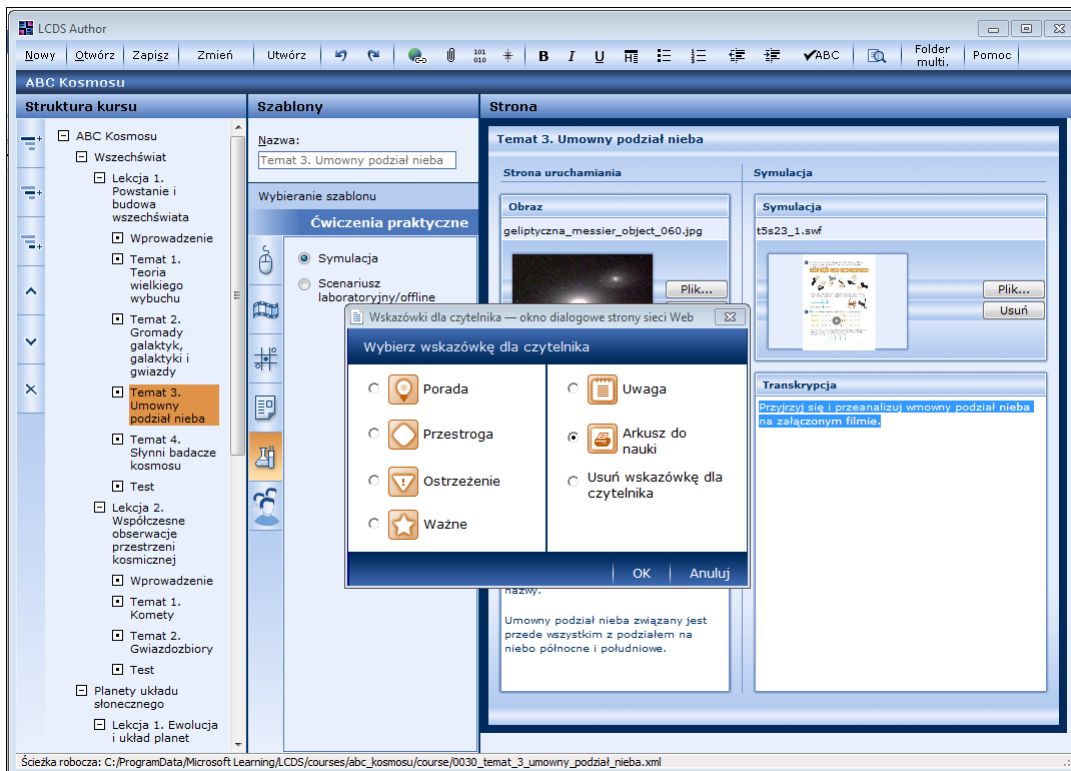 LCDS Author
Nowy Otwórz Zapisz Zmień Utwórz 101 010 B I U ABC Folder multi. Pomoc
ABC Kosmosu
Struktura kursu
ABC Kosmosu
Wszechświat
Lekcja 1.
Powstanie i
budowa
wszechświata
Wprowadzenie
Temat 1.
Teoria
wielkiego
wybuchu
Temat 2.
Gromady
galaktyk,
galaktyki i
gwiazdy
Temat 3.
Umowny
podział nieba
Temat 4.
Słynni badacze
kosmosu
Test
Lekcja 2.
Współczesne
obserwacje
przestrzeni
kosmicznej
Wprowadzenie
Temat 1.
Komety
Temat 2.
Gwiazdozbiory
Test
Planety układu
słonecznego
Lekcja 1. Ewolucja
i układ planet
Szablony
Nazwa:
Temat 3. Umowny podział nieba
Wybieranie szablonu
Ćwiczenia praktyczne
Symulacja
Scenariusz
laboratoryjny/offline
Strona
Temat 3. Umowny podział nieba
Strona uruchamiania
Obraz
geliptyczna_messier_object_060.jpg
Plik...
Symulacja
Symulacja
t5s23_1.swf
Plik...
Usuń
Transkrypcja
Przyjrzyj się i przeanalizuj wmowny podział nieba
na załączonym filmie.
Wskazówki dla czytelnika — okno dialogowe strony sieci Web
Wybierz wskazówkę dla czytelnika
Porada
Przestroga
Ostrzeżenie
Ważne
Uwaga
Arkusz do
nauki
Usuń wskazówkę dla
czytelnika
OK Anuluj
nazwy.
Umowny podział nieba związany jest
przede wszystkim z podziałem na
niebo północne i południowe.
Ścieżka robocza: C:/ProgramData/Microsoft Learning/LCDS/courses/abc_kosmosu/course/0030_temat_3_umowny_podział_nieba.xml